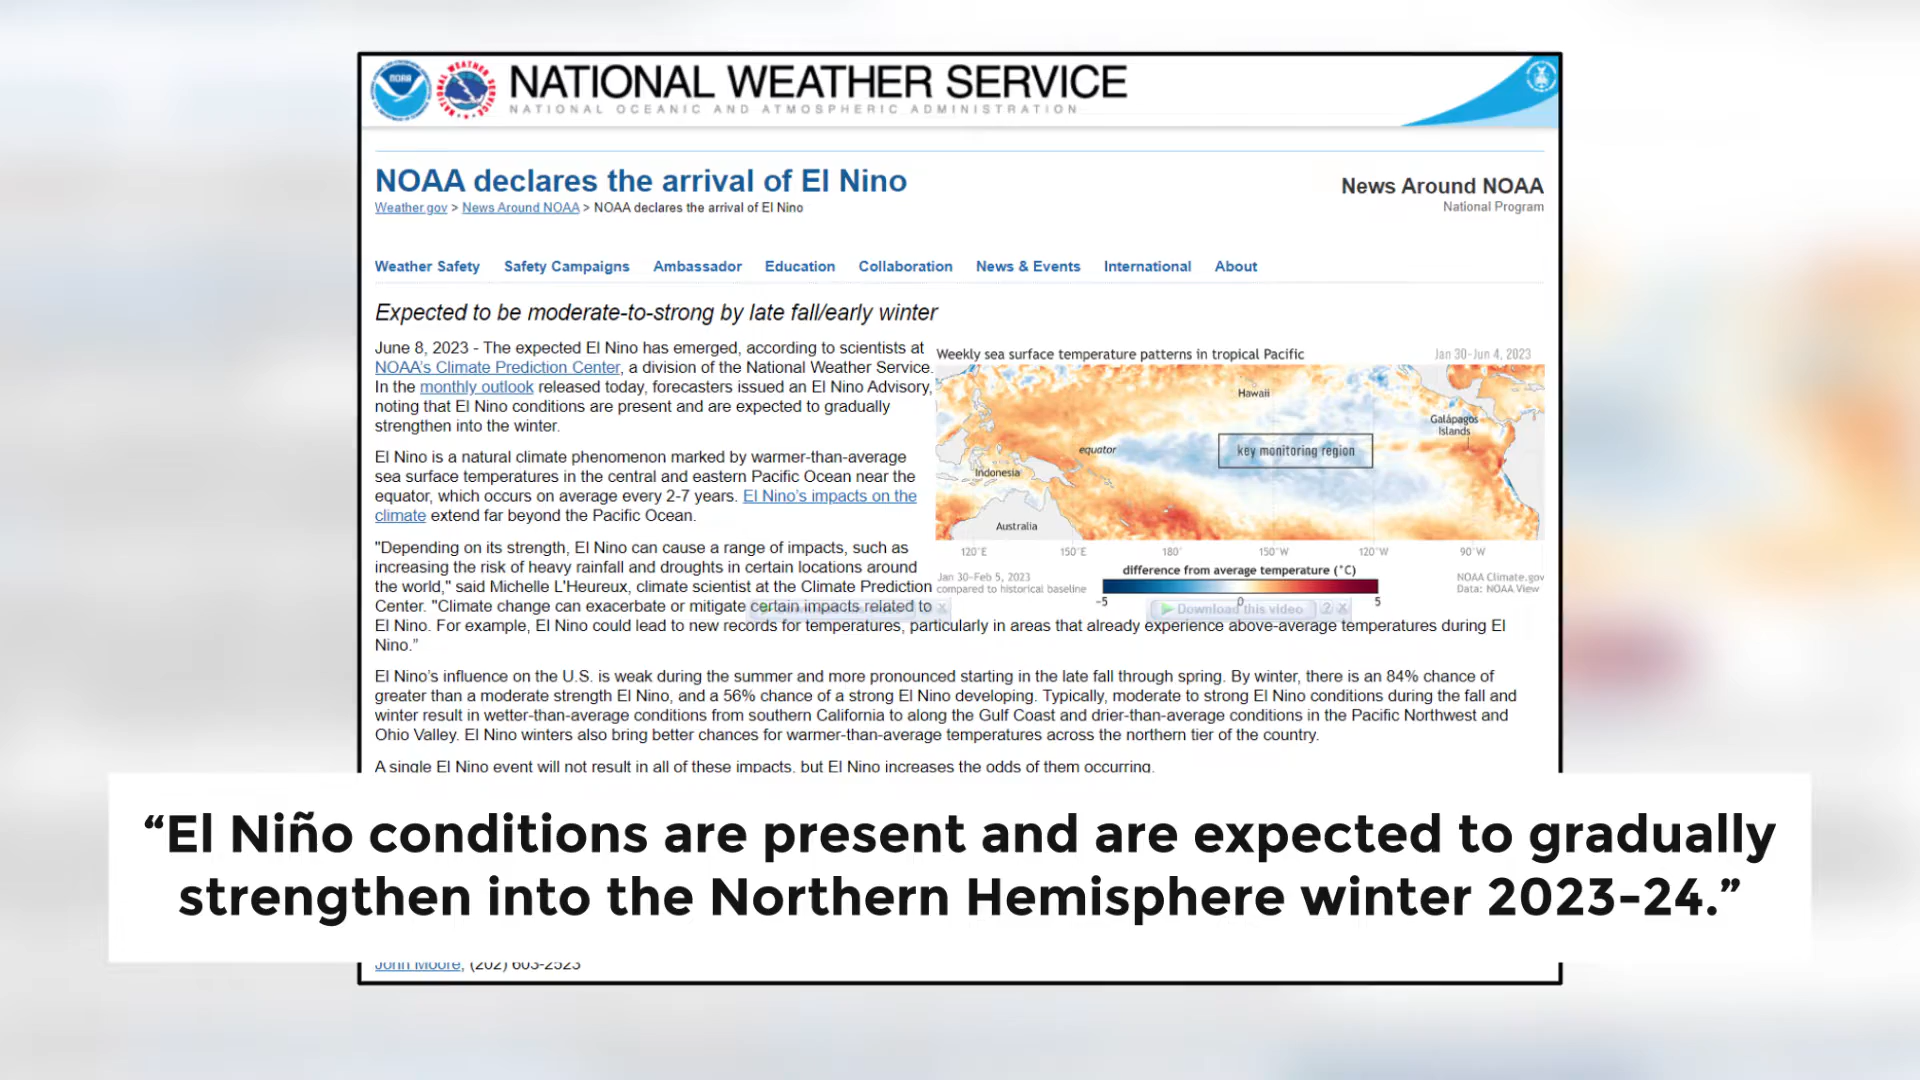 NOAA
NATIONAL WEATHER SERVICE
NATIONAL OCEANIC AND ATMOSPHERIC ADMINISTRATION
NOAA declares the arrival of El Nino
Weather.gov > News Around NOAA > NOAA declares the arrival of El Nino
News Around NOAA
National Program
Weather Safety Safety Campaigns Ambassador Education Collaboration News & Events International About
Expected to be moderate-to-strong by late fall/early winter
June 8, 2023 - The expected El Nino has emerged, according to scientists at
NOAA's Climate Prediction Center, a division of the National Weather Service.
In the monthly outlook released today, forecasters issued an El Nino Advisory,
noting that El Nino conditions are present and are expected to gradually
strengthen into the winter.
El Nino is a natural climate phenomenon marked by warmer-than-average
sea surface temperatures in the central and eastern Pacific Ocean near the
equator, which occurs on average every 2-7 years. El Nino's impacts on the
climate extend far beyond the Pacific Ocean.
"Depending on its strength, El Nino can cause a range of impacts, such as
increasing the risk of heavy rainfall and droughts in certain locations around
the world," said Michelle L'Heureux, climate scientist at the Climate Prediction
Center. "Climate change can exacerbate or mitigate certain impacts related to
El Nino. For example, El Nino could lead to new records for temperatures, particularly in areas that already experience above-average temperatures during El
Nino.”
Weekly sea surface temperature patterns in tropical Pacific
Jan 30-Jun 4, 2023
Hawaii
Galápagos
Islands
equator
key monitoring region
Indonesia
Australia
120°E 150°E 180° 150°W 120°W 90°W
Jan 30-Feb 5, 2023
compared to historical baseline
difference from average temperature (°C)
-5 0 5
NOAA Climate.gov
Data: NOAA View
Download this video ?
El Nino's influence on the U.S. is weak during the summer and more pronounced starting in the late fall through spring. By winter, there is an 84% chance of
greater than a moderate strength El Nino, and a 56% chance of a strong El Nino developing. Typically, moderate to strong El Nino conditions during the fall and
winter result in wetter-than-average conditions from southern California to along the Gulf Coast and drier-than-average conditions in the Pacific Northwest and
Ohio Valley. El Nino winters also bring better chances for warmer-than-average temperatures across the northern tier of the country.
A single El Nino event will not result in all of these impacts, but El Nino increases the odds of them occurring.
“El Niño conditions are present and are expected to gradually
strengthen into the Northern Hemisphere winter 2023-24.”
John Moore, (202) 603-2523